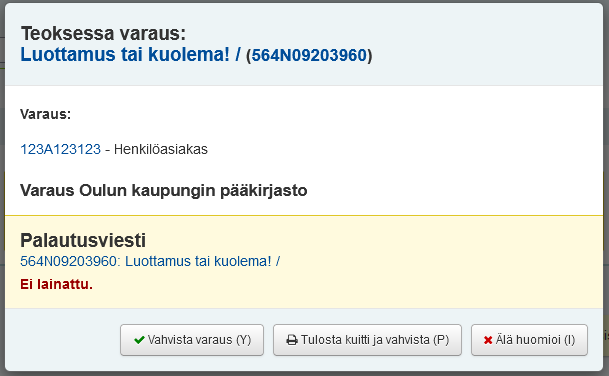 Teoksessa varaus:
Luottamus tai kuolema! / (564N09203960)
Varaus:
123A123123 - Henkilöasiakas
Varaus Oulun kaupungin pääkirjasto
Palautusviesti
564N09203960: Luottamus tai kuolema! /
Ei lainattu.
Vahvista varaus (Y) Tulosta kuitti ja vahvista (P) Älä huomioi (I)